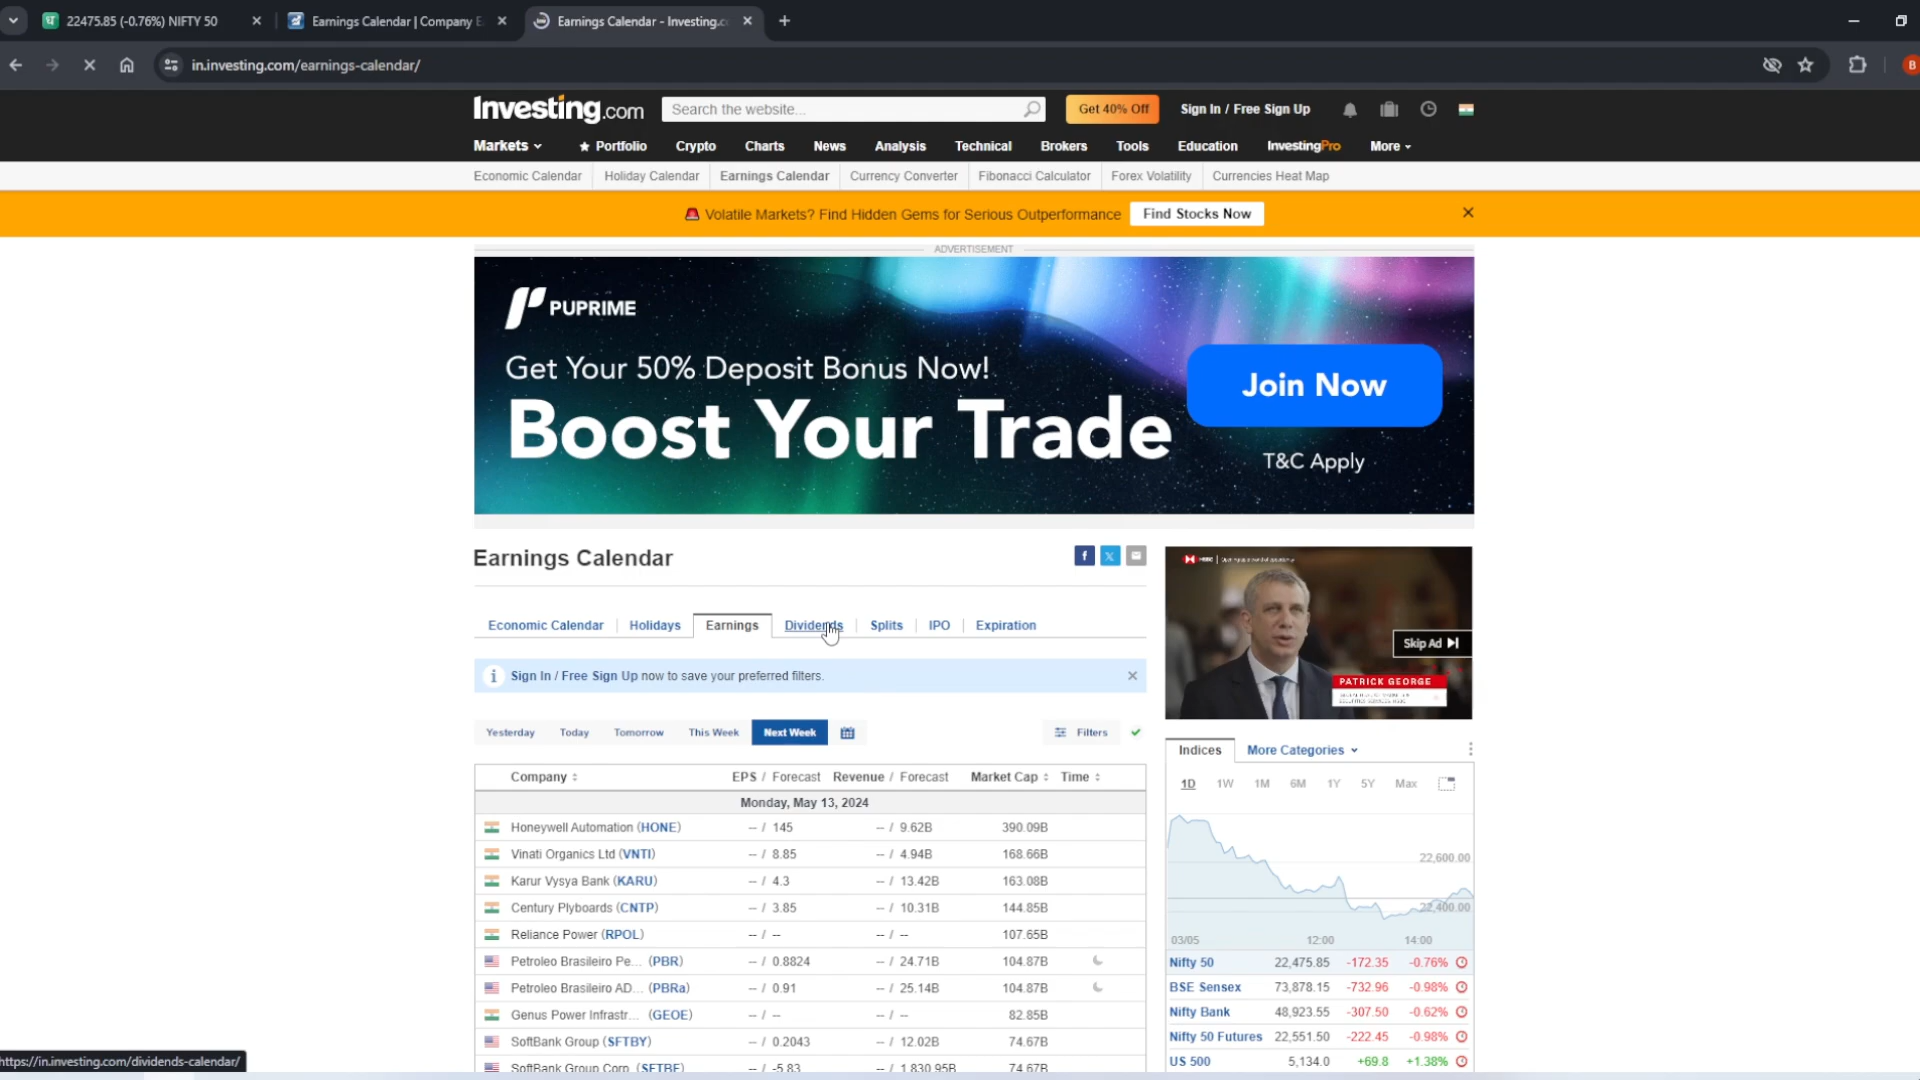 22475.85 (-0.76%) NIFTY 50
Earnings Calendar | Company E
Earnings Calendar - Investing.c
in.investing.com/earnings-calendar/
B
Investing.com
Search the website...
Get 40% Off
Sign In / Free Sign Up
Markets
Portfolio
Crypto
Charts
News
Analysis
Technical
Brokers
Tools
Education
InvestingPro
More
Economic Calendar
Holiday Calendar
Earnings Calendar
Currency Converter
Fibonacci Calculator
Forex Volatility
Currencies Heat Map
Volatile Markets? Find Hidden Gems for Serious Outperformance
Find Stocks Now
ADVERTISEMENT
PUPRIME
Get Your 50% Deposit Bonus Now!
Boost Your Trade
Join Now
T&C Apply
Earnings Calendar
Economic Calendar
Holidays
Earnings
Dividends
Splits
IPO
Expiration
Sign In / Free Sign Up now to save your preferred filters.
Yesterday
Today
Tomorrow
This Week
Next Week
Filters
Company EPS / Forecast Revenue / Forecast Market Cap Time
Monday, May 13, 2024
Honeywell Automation (HONE) -- / 145 -- / 9.62B 390.09B
Vinati Organics Ltd (VNTI) -- / 8.85 -- / 4.94B 168.66B
Karur Vysya Bank (KARU) -- / 4.3 -- / 13.42B 163.08B
Century Plyboards (CNTP) -- / 3.85 -- / 10.31B 144.85B
Reliance Power (RPOL) -- / -- -- / -- 107.65B
Petroleo Brasileiro Pe... (PBR) -- / 0.8824 -- / 24.71B 104.87B
Petroleo Brasileiro AD... (PBRa) -- / 0.91 -- / 25.14B 104.87B
Genus Power Infrastr... (GEOE) -- / -- -- / -- 82.85B
SoftBank Group (SFTBY) -- / 0.2043 -- / 12.02B 74.67B
SoftBank Group Corp. (SFTBF) -- / -5.83 -- / 1,830.95B 74.67B
Skip Ad
PATRICK GEORGE
Indices
More Categories
1D 1W 1M 6M 1Y 5Y Max
22,600.00
22,400.00
03/05 12:00 14:00
Nifty 50 22,475.85 -172.35 -0.76%
BSE Sensex 73,878.15 -732.96 -0.98%
Nifty Bank 48,923.55 -307.50 -0.62%
Nifty 50 Futures 22,551.50 -222.45 -0.98%
US 500 5,134.0 +69.8 +1.38%
https://in.investing.com/dividends-calendar/